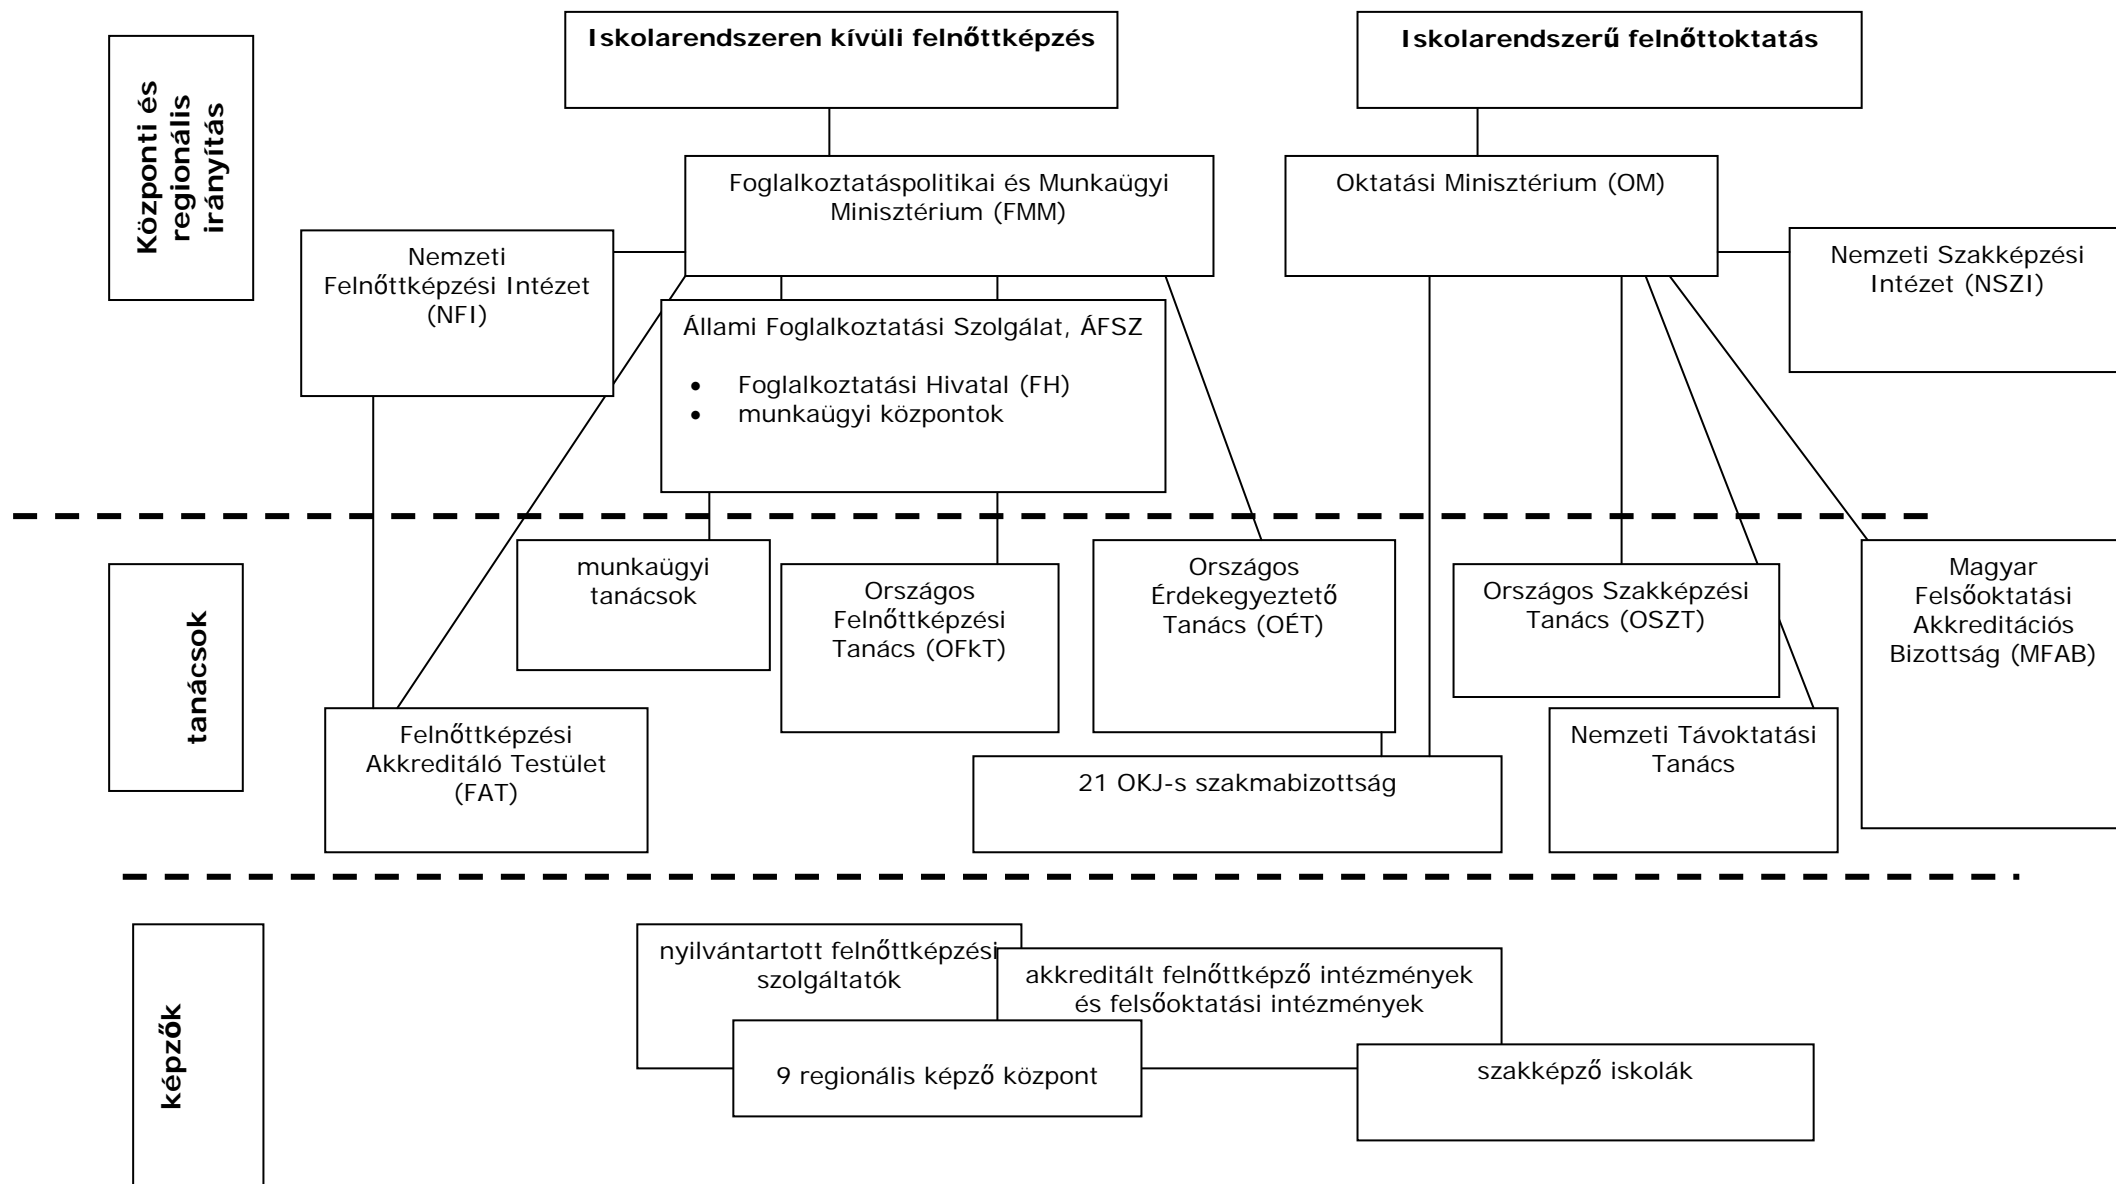 Iskolarendszeren kívüli felnőttképzés
Iskolarendszerű felnőttoktatás
Központi és
regionális
irányítás
Foglalkoztatáspolitikai és Munkaügyi
Minisztérium (FMM)
Oktatási Minisztérium (OM)
Nemzeti
Felnőttképzési Intézet
(NFI)
Nemzeti Szakképzési
Intézet (NSZI)
Állami Foglalkoztatási Szolgálat, ÁFSZ
• Foglalkoztatási Hivatal (FH)
• munkaügyi központok
tanácsok
munkaügyi
tanácsok
Országos
Felnőttképzési
Tanács (OFkT)
Országos
Érdekegyeztető
Tanács (OÉT)
Országos Szakképzési
Tanács (OSZT)
Magyar
Felsőoktatási
Akkreditációs
Bizottság (MFAB)
Felnőttképzési
Akkreditáló Testület
(FAT)
21 OKJ-s szakmabizottság
Nemzeti Távoktatási
Tanács
képzők
nyilvántartott felnőttképzési
szolgáltatók
akkreditált felnőttképző intézmények
és felsőoktatási intézmények
9 regionális képző központ
szakképző iskolák